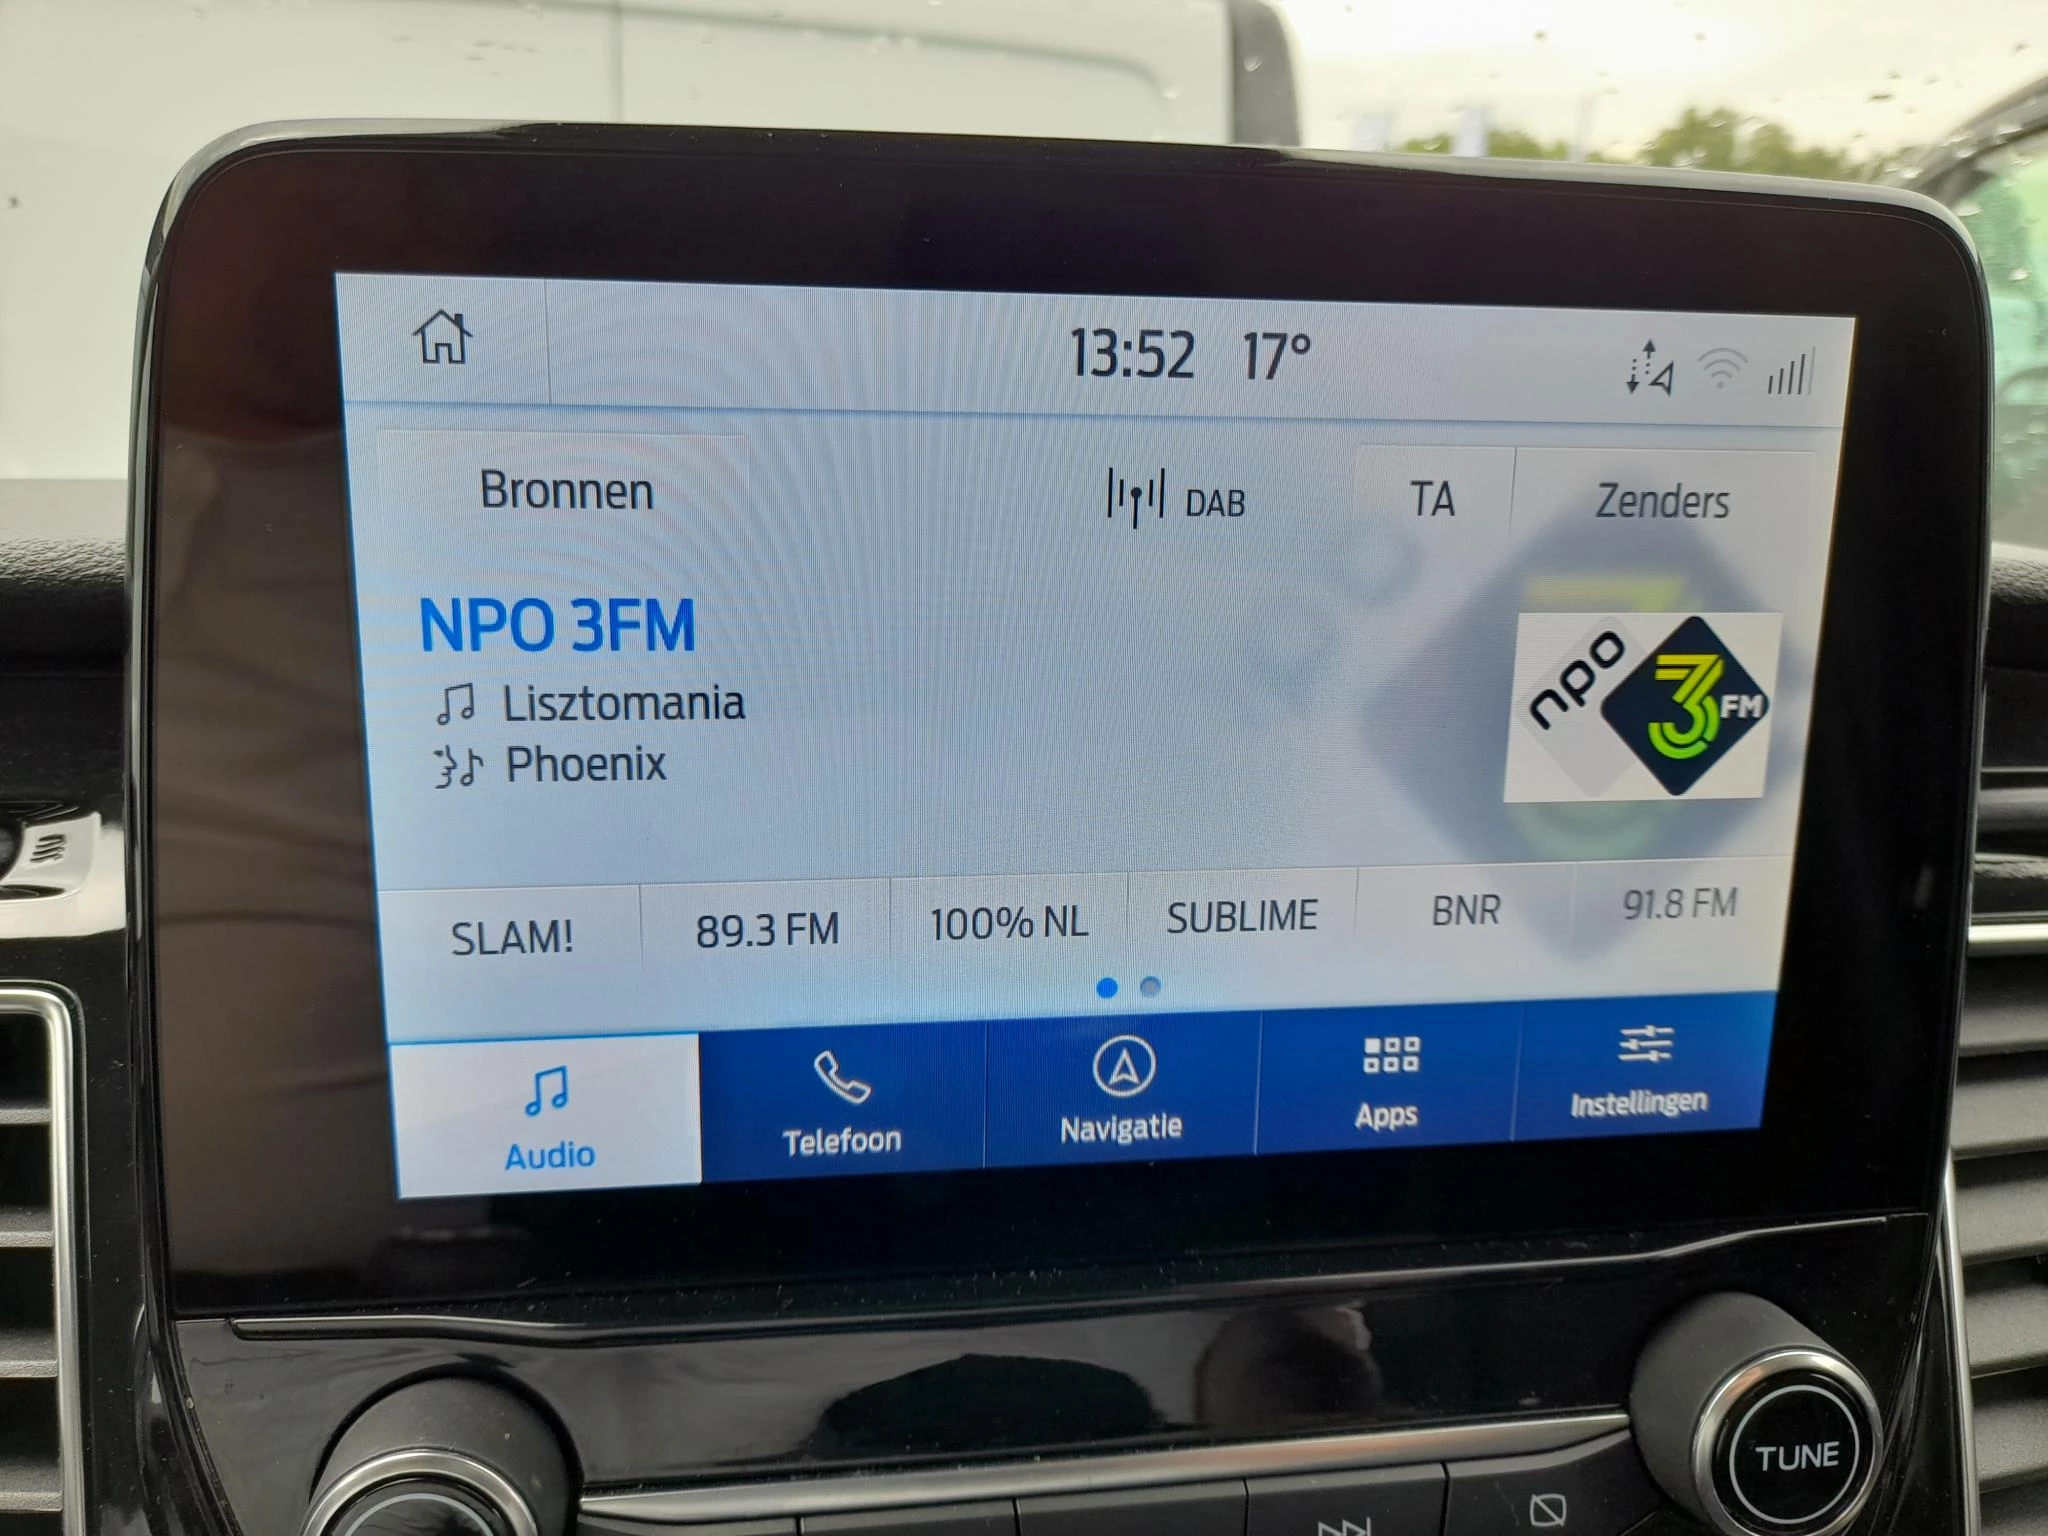 13:52 17°
Bronnen DAB TA Zenders
NPO 3FM
Lisztomania
Phoenix
npo 3FM
SLAM! 89.3 FM 100% NL SUBLIME BNR 91.8 FM
Audio Telefoon Navigatie Apps Instellingen
TUNE